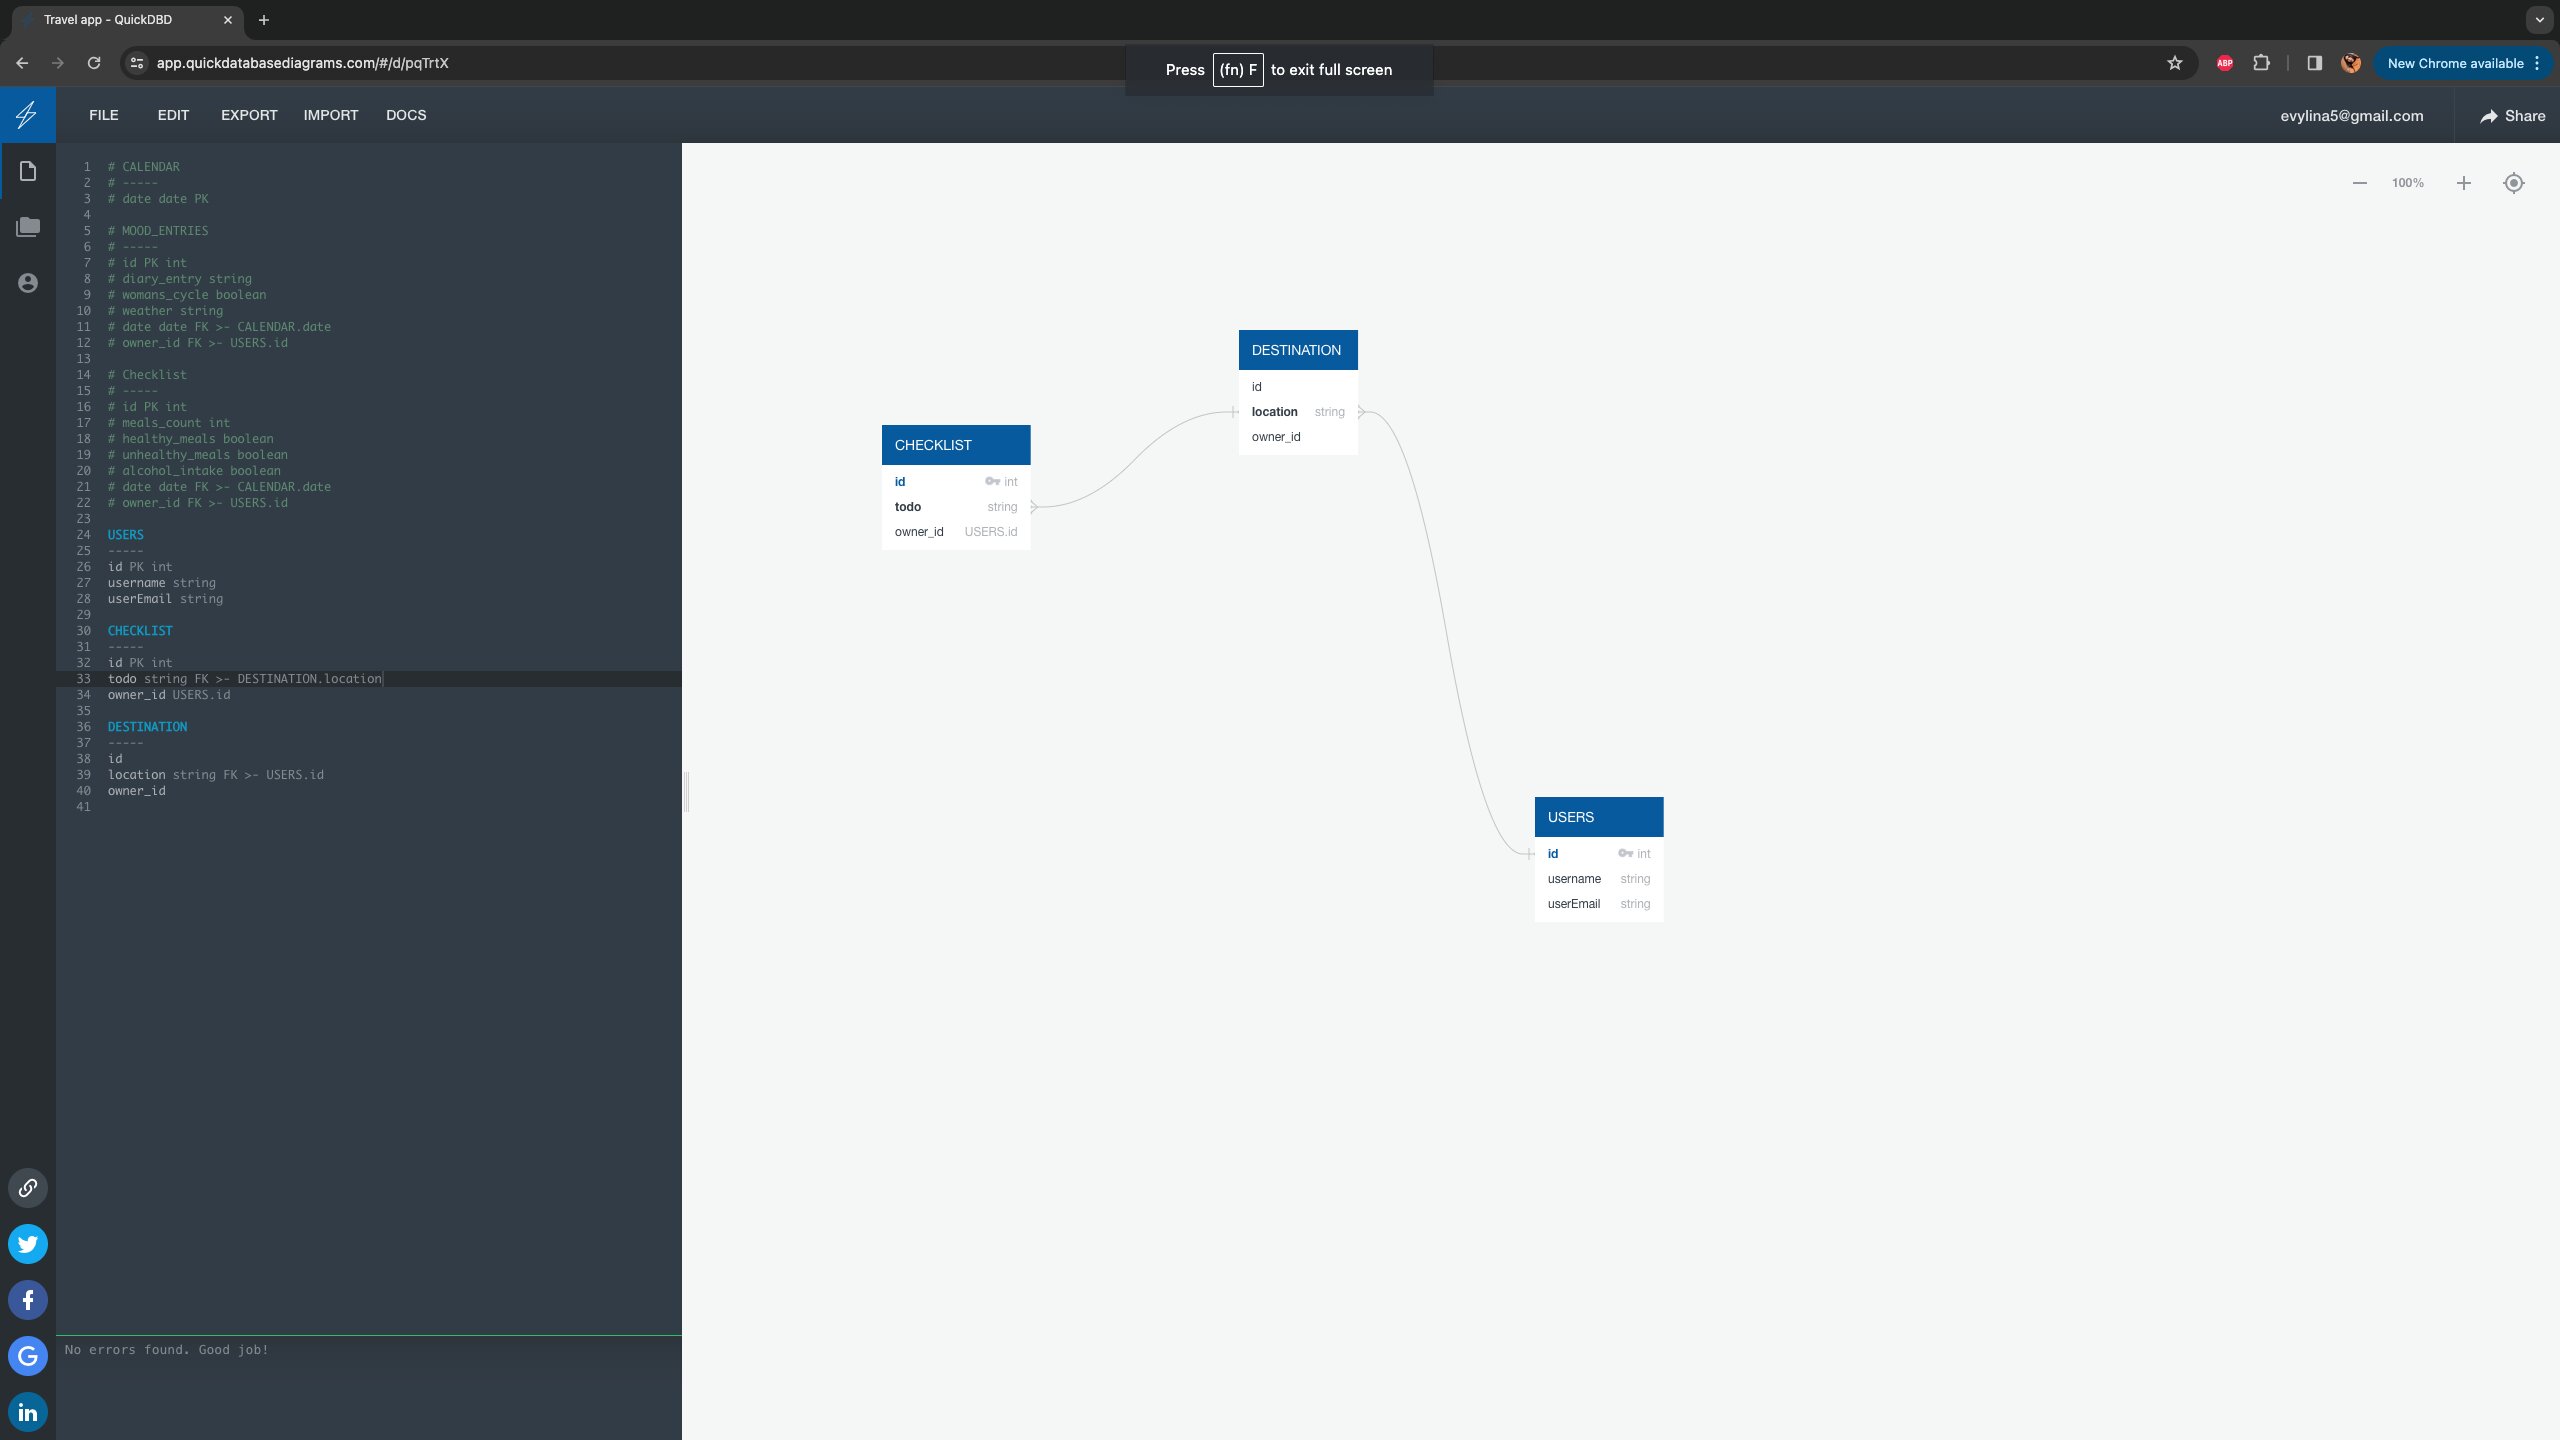 Travel app - QuickDBD
app.quickdatabasediagrams.com/#/d/pqTrtX
Press (fn) F to exit full screen
ABP
New Chrome available
FILE EDIT EXPORT IMPORT DOCS
evylina5@gmail.com
Share
1 # CALENDAR
2 # -----
3 # date date PK
4
5 # MOOD_ENTRIES
6 # -----
7 # id PK int
8 # diary_entry string
9 # womans_cycle boolean
10 # weather string
11 # date date FK >- CALENDAR.date
12 # owner_id FK >- USERS.id
13
14 # Checklist
15 # -----
16 # id PK int
17 # meals_count int
18 # healthy_meals boolean
19 # unhealthy_meals boolean
20 # alcohol_intake boolean
21 # date date FK >- CALENDAR.date
22 # owner_id FK >- USERS.id
23
24 USERS
25 -----
26 id PK int
27 username string
28 userEmail string
29
30 CHECKLIST
31 -----
32 id PK int
33 todo string FK >- DESTINATION.location
34 owner_id USERS.id
35
36 DESTINATION
37 -----
38 id
39 location string FK >- USERS.id
40 owner_id
41
No errors found. Good job!
100%
DESTINATION
id
location string
owner_id
CHECKLIST
id int
todo string
owner_id USERS.id
USERS
id int
username string
userEmail string